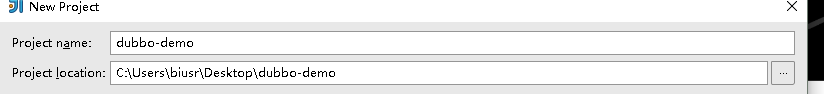 New Project
Project name: dubbo-demo
Project location: C:\Users\biusr\Desktop\dubbo-demo ...